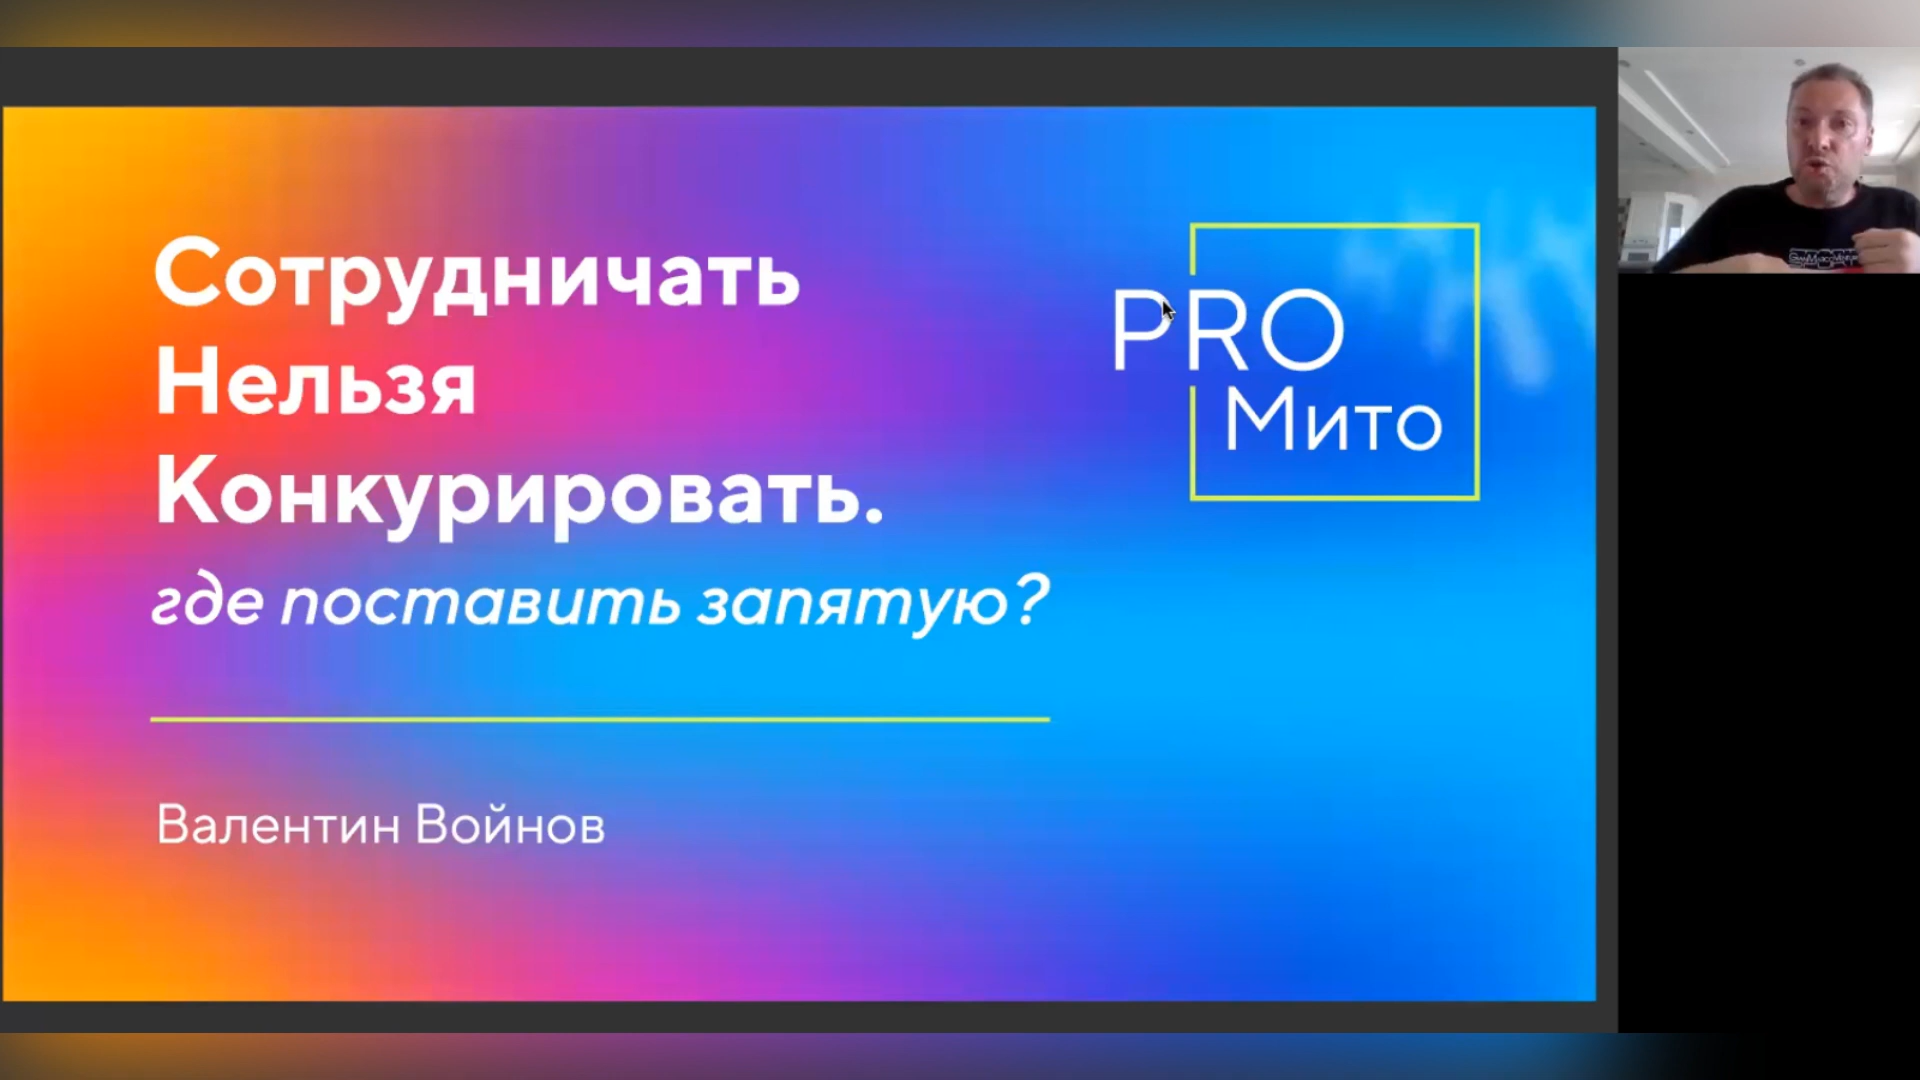 Сотрудничать
Нельзя
Конкурировать.
где поставить запятую?
Валентин Войнов
PRO
Мито